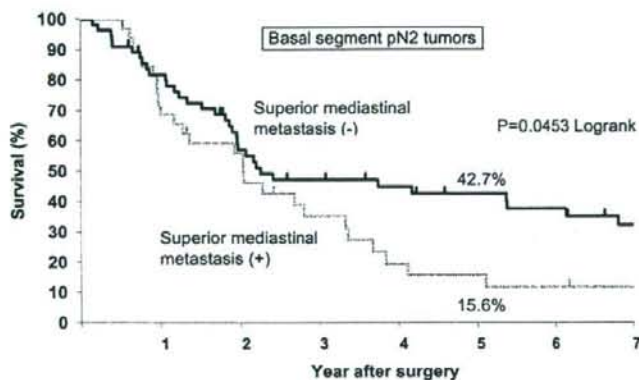 Basal segment pN2 tumors
Superior mediastinal
metastasis (-)
P=0.0453 Logrank
42.7%
Superior mediastinal
metastasis (+)
15.6%
Survival (%)
100
90
80
70
60
50
40
30
20
10
0
1 2 3 4 5 6 7
Year after surgery